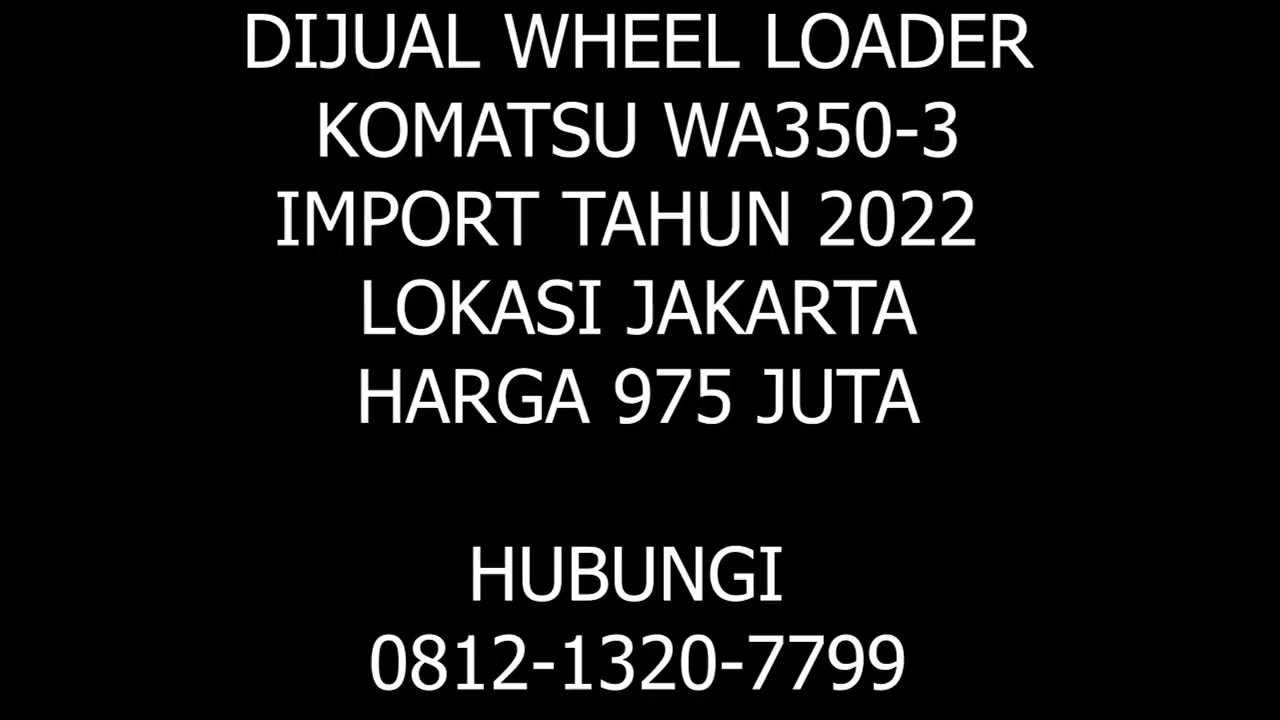 DIJUAL WHEEL LOADER
KOMATSU WA350-3
IMPORT TAHUN 2022
LOKASI JAKARTA
HARGA 975 JUTA
HUBUNGI
0812-1320-7799